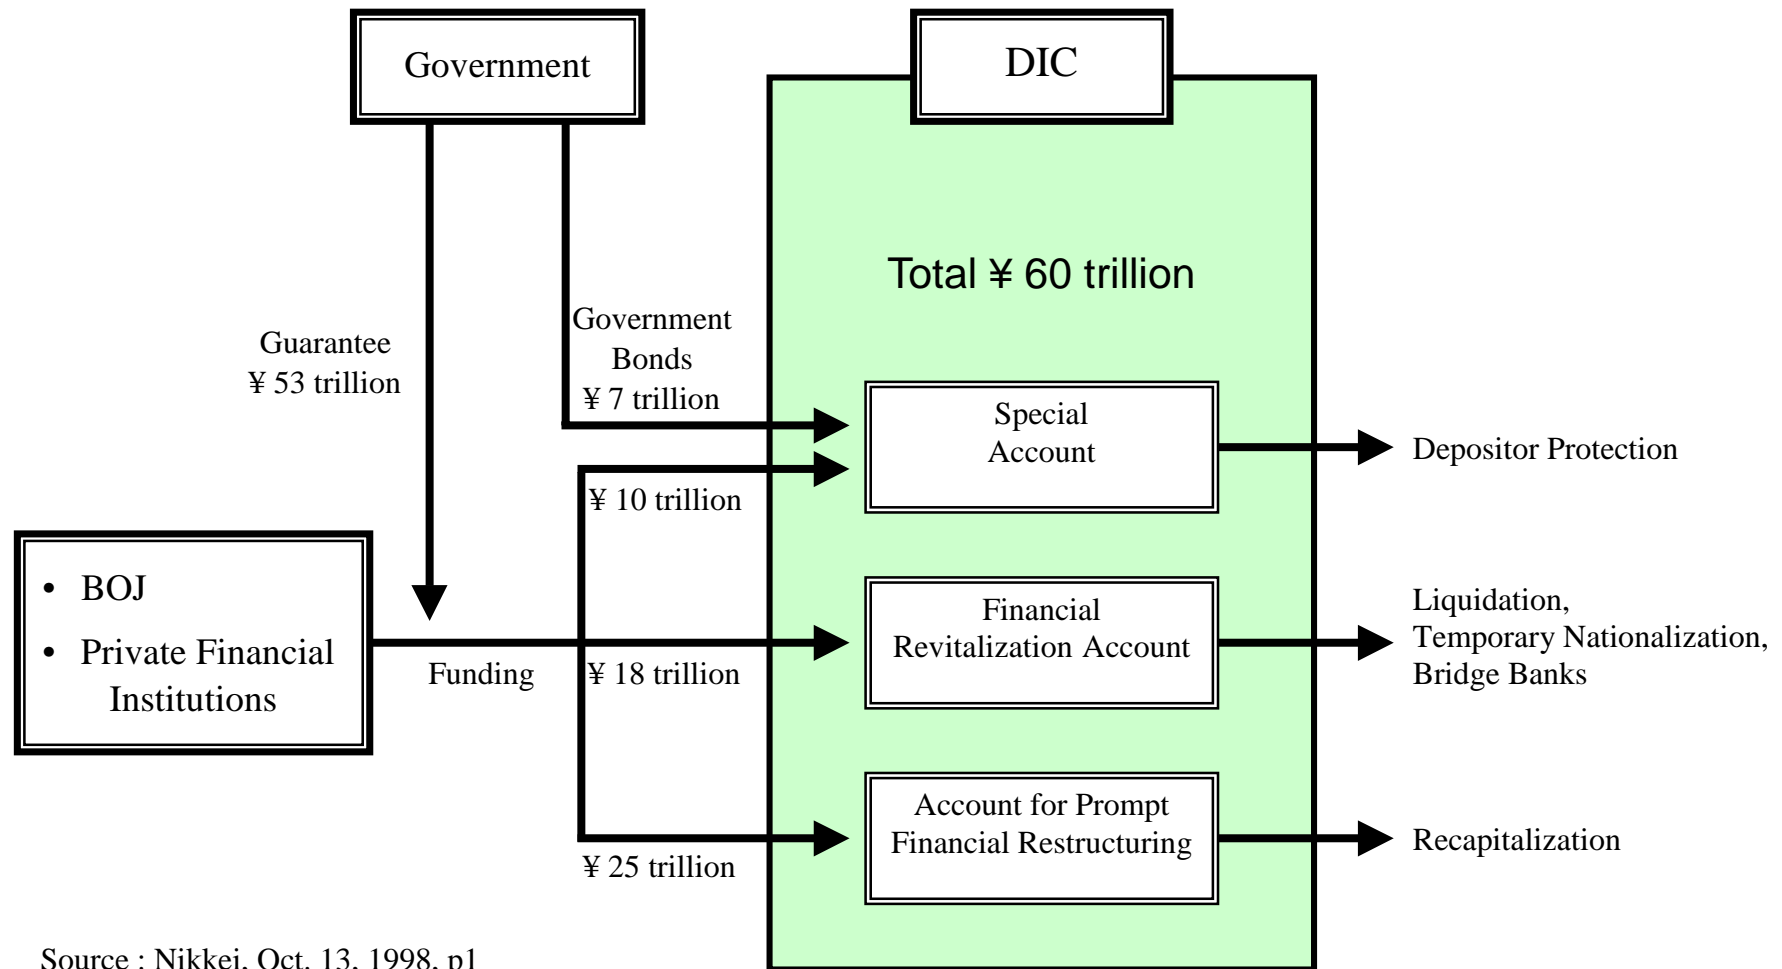 Government
DIC
Total ¥ 60 trillion
Guarantee
¥ 53 trillion
Government
Bonds
¥ 7 trillion
Special
Account
Depositor Protection
¥ 10 trillion
• BOJ
• Private Financial
Institutions
Funding
¥ 18 trillion
Financial
Revitalization Account
Liquidation,
Temporary Nationalization,
Bridge Banks
¥ 25 trillion
Account for Prompt
Financial Restructuring
Recapitalization
Source : Nikkei, Oct. 13, 1998, p1